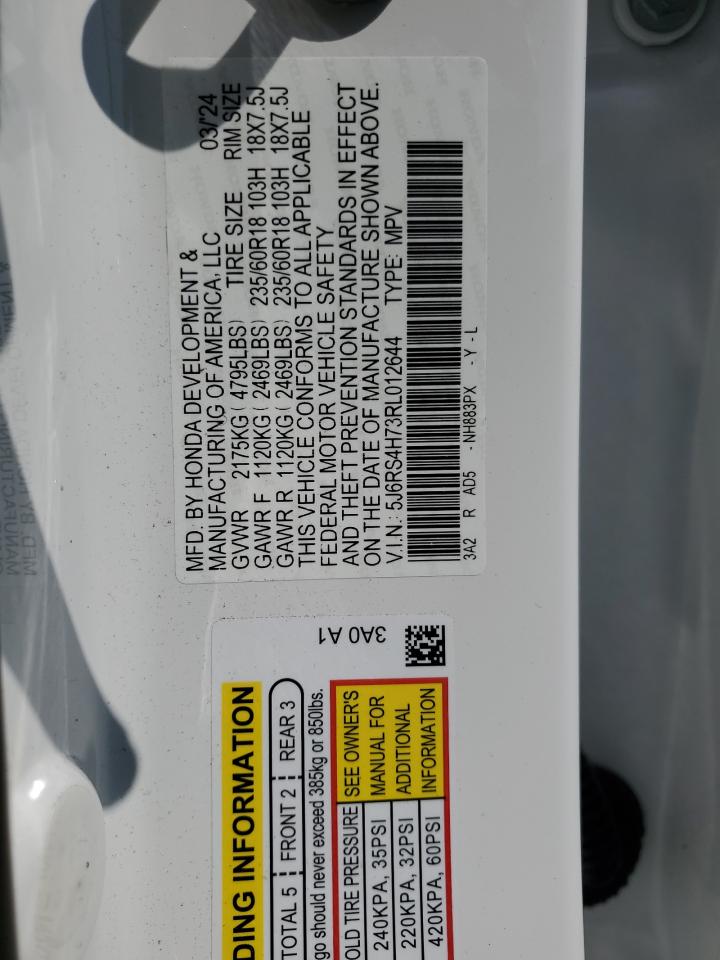 MFD. BY HONDA DEVELOPMENT &
MANUFACTURING OF AMERICA, LLC 03/'24
GVWR 2175KG ( 4795LBS) TIRE SIZE RIM SIZE
GAWR F 1120KG ( 2469LBS) 235/60R18 103H 18X7.5J
GAWR R 1120KG ( 2469LBS) 235/60R18 103H 18X7.5J
THIS VEHICLE CONFORMS TO ALL APPLICABLE
FEDERAL MOTOR VEHICLE SAFETY
AND THEFT PREVENTION STANDARDS IN EFFECT
ON THE DATE OF MANUFACTURE SHOWN ABOVE.
V.I.N.: 5J6RS4H73RL012644 TYPE: MPV
3A2 R AD5 - NH883PX - Y - L
3A0 A1
DING INFORMATION
TOTAL 5 FRONT 2 REAR 3
go should never exceed 385kg or 850lbs.
OLD TIRE PRESSURE SEE OWNER'S
240KPA, 35PSI MANUAL FOR
220KPA, 32PSI ADDITIONAL
420KPA, 60PSI INFORMATION